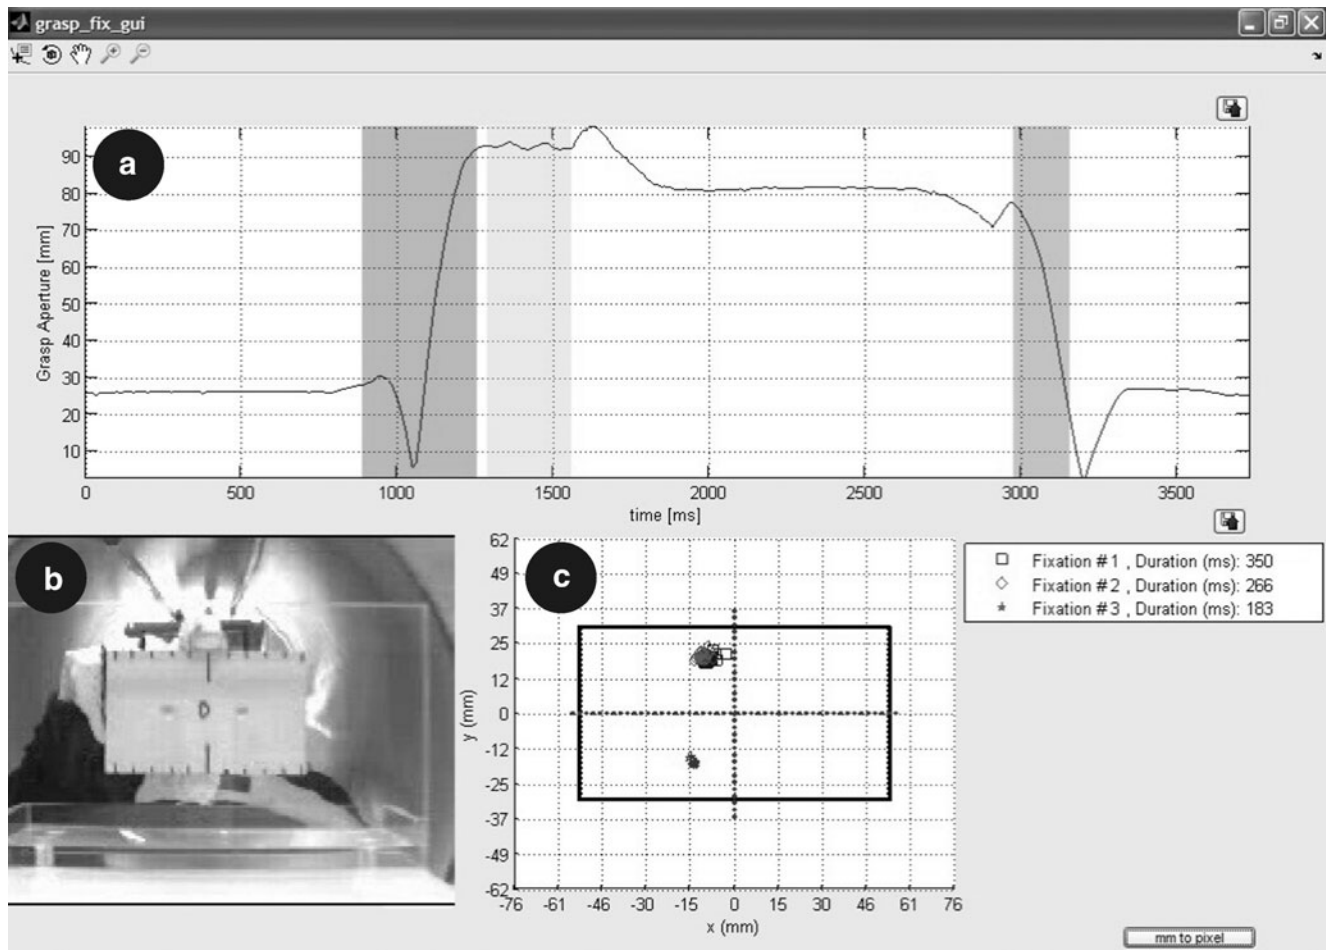 grasp_fix_gui
a
Grasp Aperture [mm]
90
80
70
60
50
40
30
20
10
0 500 1000 1500 2000 2500 3000 3500
time [ms]
b
c
y (mm)
62
49
37
25
12
0
-12
-25
-37
-49
-62
-76 -61 -46 -30 -15 0 15 30 46 61 76
x (mm)
Fixation #1 , Duration (ms): 350
Fixation #2 , Duration (ms): 266
Fixation #3 , Duration (ms): 183
mm to pixel